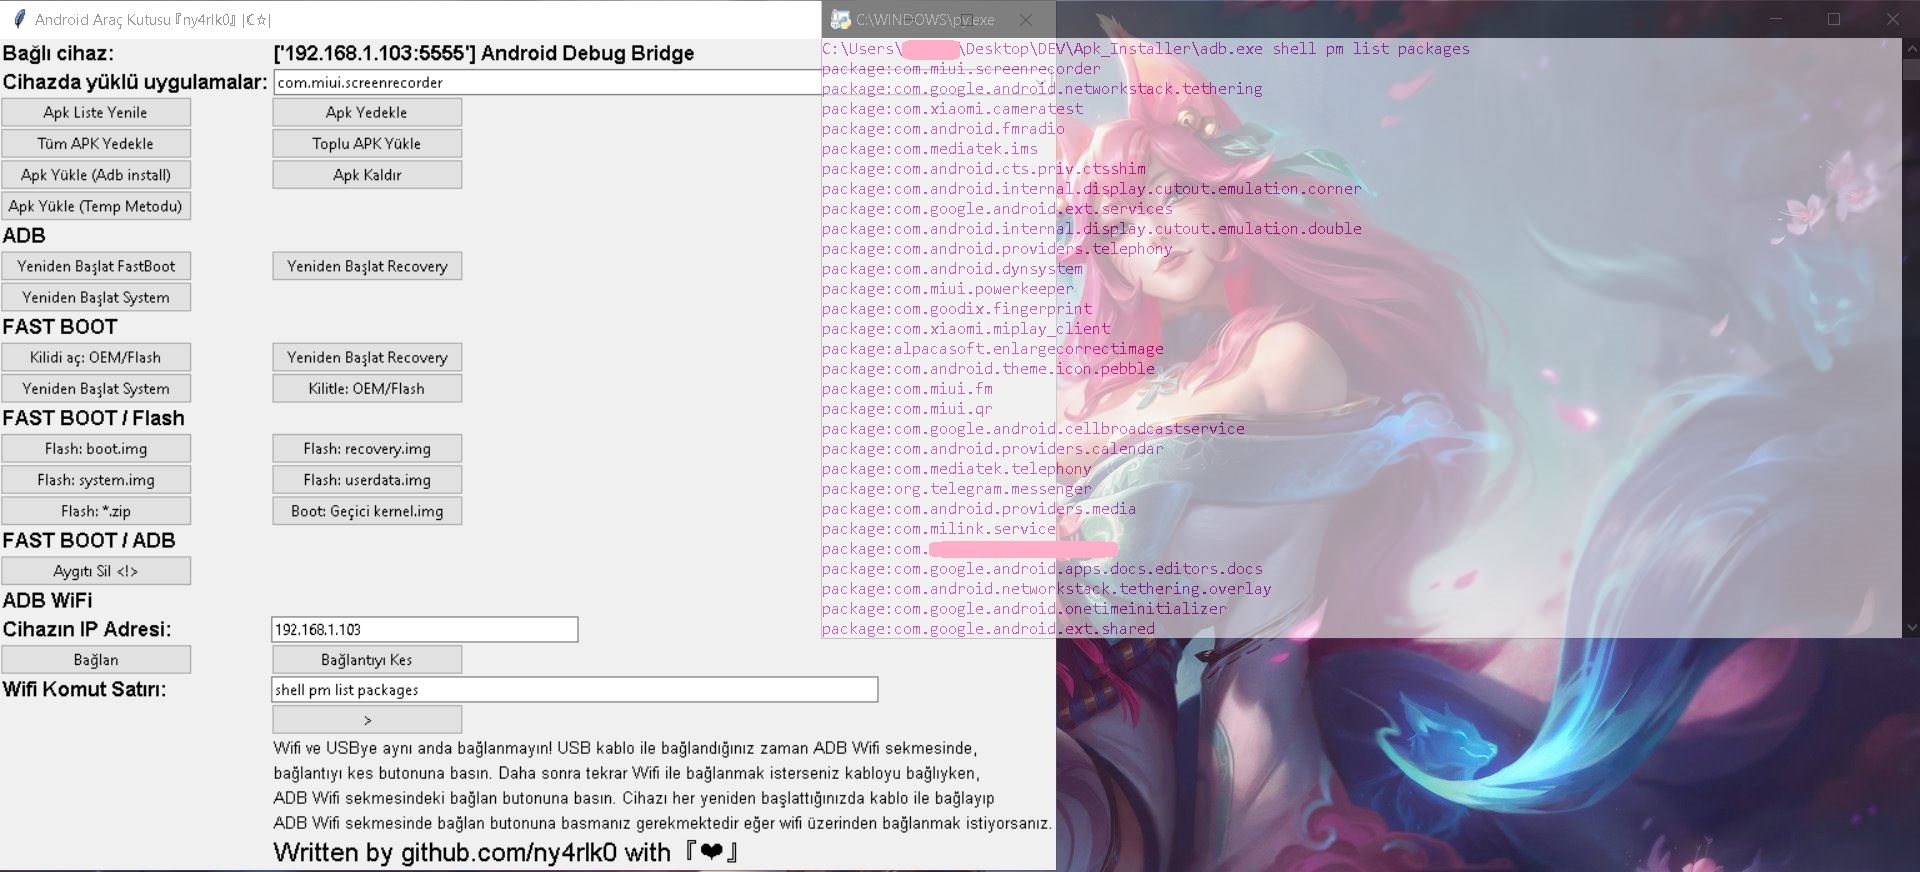 Android Araç Kutusu『ny4rlk0』|☾☆|
Bağlı cihaz:
['192.168.1.103:5555'] Android Debug Bridge
Cihazda yüklü uygulamalar:
com.miui.screenrecorder
Apk Liste Yenile
Apk Yedekle
Tüm APK Yedekle
Toplu APK Yükle
Apk Yükle (Adb install)
Apk Kaldır
Apk Yükle (Temp Metodu)
ADB
Yeniden Başlat FastBoot
Yeniden Başlat Recovery
Yeniden Başlat System
FAST BOOT
Kilidi aç: OEM/Flash
Yeniden Başlat Recovery
Yeniden Başlat System
Kilitle: OEM/Flash
FAST BOOT / Flash
Flash: boot.img
Flash: recovery.img
Flash: system.img
Flash: userdata.img
Flash: *.zip
Boot: Geçici kernel.img
FAST BOOT / ADB
Aygıtı Sil <!>
ADB WiFi
Cihazın IP Adresi:
192.168.1.103
Bağlan
Bağlantıyı Kes
Wifi Komut Satırı:
shell pm list packages
>
Wifi ve USBye aynı anda bağlanmayın! USB kablo ile bağlandığınız zaman ADB Wifi sekmesinde,
bağlantıyı kes butonuna basın. Daha sonra tekrar Wifi ile bağlanmak isterseniz kabloyu bağlıyken,
ADB Wifi sekmesindeki bağlan butonuna basın. Cihazı her yeniden başlattığınızda kablo ile bağlayıp
ADB Wifi sekmesinde bağlan butonuna basmanız gerekmektedir eğer wifi üzerinden bağlanmak istiyorsanız.
Written by github.com/ny4rlk0 with『❤』
C:\WINDOWS\py.exe
C:\Users\ \Desktop\DEV\Apk_Installer\adb.exe shell pm list packages
package:com.miui.screenrecorder
package:com.google.android.networkstack.tethering
package:com.xiaomi.cameratest
package:com.android.fmradio
package:com.mediatek.ims
package:com.android.cts.priv.ctsshim
package:com.android.internal.display.cutout.emulation.corner
package:com.google.android.ext.services
package:com.android.internal.display.cutout.emulation.double
package:com.android.providers.telephony
package:com.android.dynsystem
package:com.miui.powerkeeper
package:com.goodix.fingerprint
package:com.xiaomi.miplay_client
package:alpacasoft.enlargecorrectimage
package:com.android.theme.icon.pebble
package:com.miui.fm
package:com.miui.qr
package:com.google.android.cellbroadcastservice
package:com.android.providers.calendar
package:com.mediatek.telephony
package:org.telegram.messenger
package:com.android.providers.media
package:com.milink.service
package:com.
package:com.google.android.apps.docs.editors.docs
package:com.android.networkstack.tethering.overlay
package:com.google.android.onetimeinitializer
package:com.google.android.ext.shared